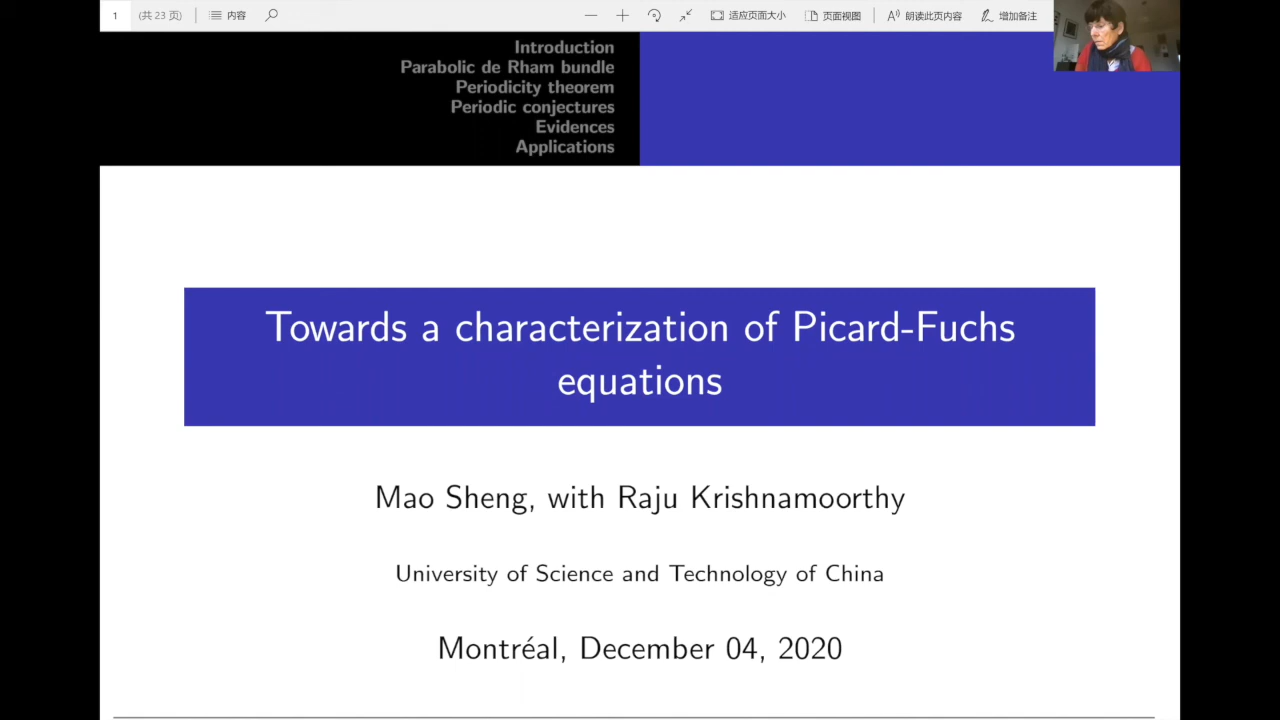 1 (共 23 页) 内容 适应页面大小 页面视图 朗读此页内容 增加备注
Introduction
Parabolic de Rham bundle
Periodicity theorem
Periodic conjectures
Evidences
Applications
Towards a characterization of Picard-Fuchs
equations
Mao Sheng, with Raju Krishnamoorthy
University of Science and Technology of China
Montréal, December 04, 2020